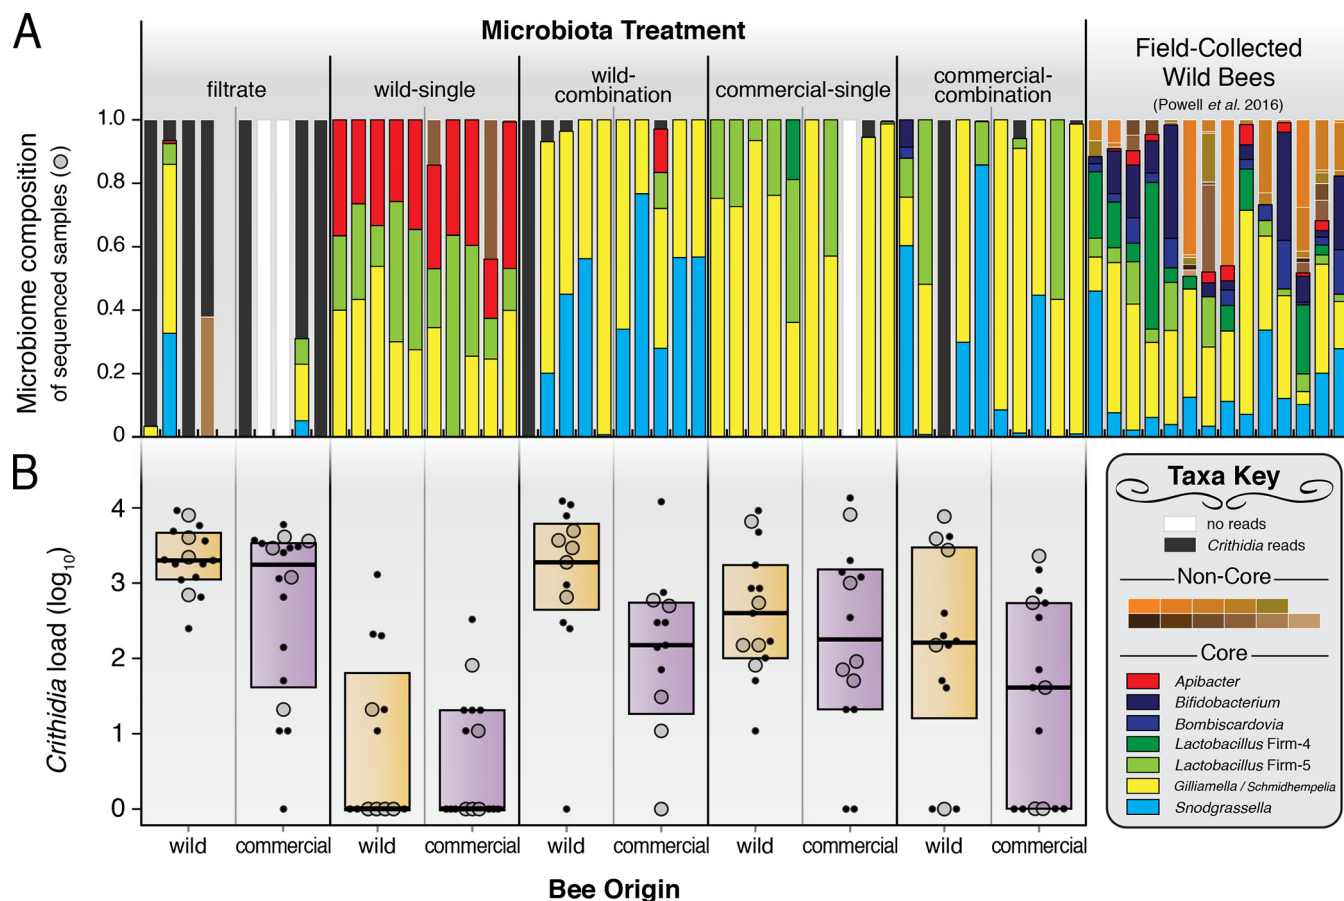 A
Microbiota Treatment
filtrate
wild-single
wild-
combination
commercial-single
commercial-
combination
Field-Collected
Wild Bees
(Powell et al. 2016)
Microbiome composition
of sequenced samples ( )
1.0
0.8
0.6
0.4
0.2
0
B
Crithidia load (log10)
4
3
2
1
0
wild
commercial
wild
commercial
wild
commercial
wild
commercial
wild
commercial
Bee Origin
Taxa Key
no reads
Crithidia reads
Non-Core
Core
Apibacter
Bifidobacterium
Bombiscardovia
Lactobacillus Firm-4
Lactobacillus Firm-5
Gilliamella / Schmidhempelia
Snodgrassella